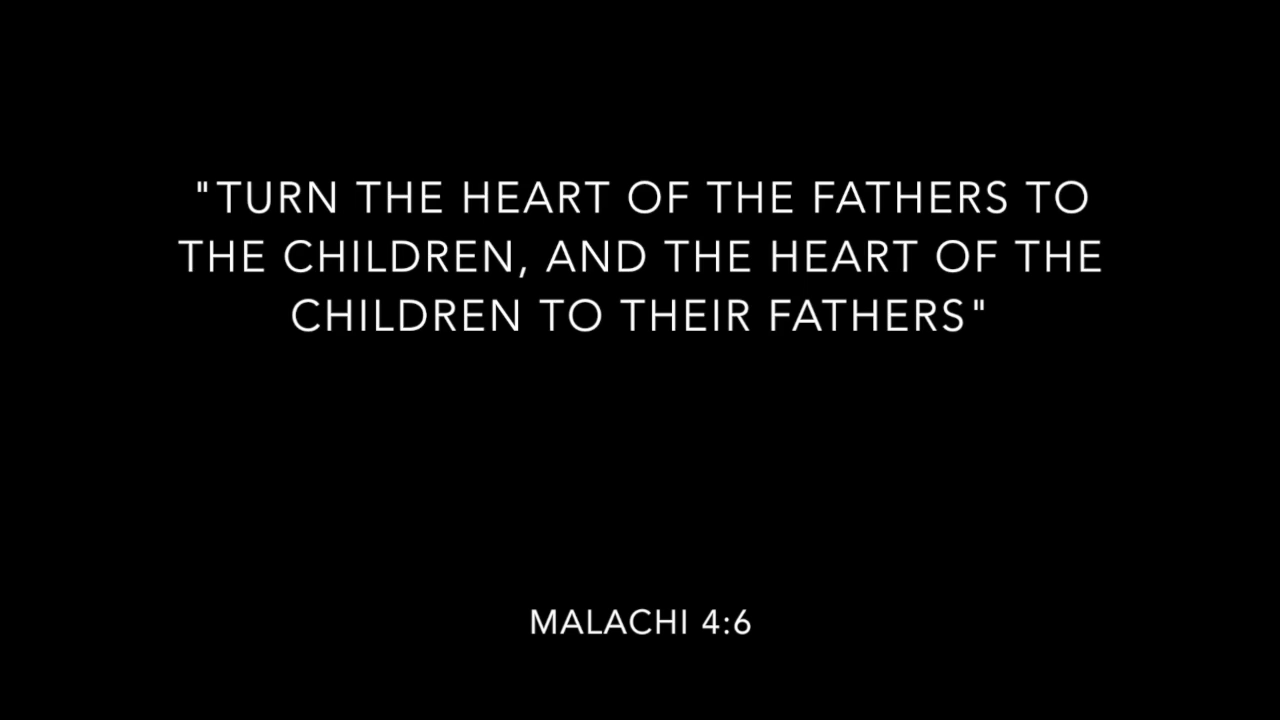 "TURN THE HEART OF THE FATHERS TO
THE CHILDREN, AND THE HEART OF THE
CHILDREN TO THEIR FATHERS"
MALACHI 4:6